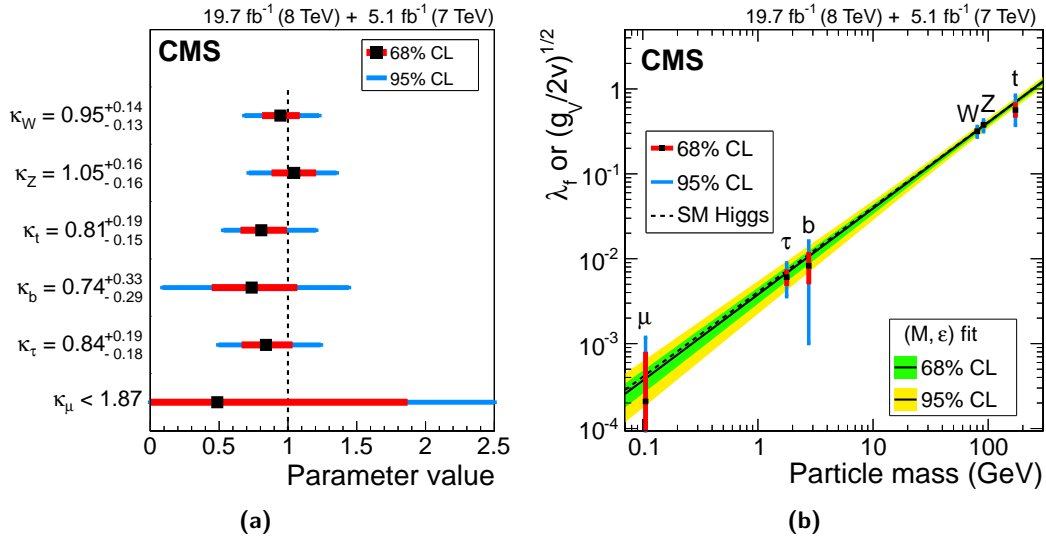 19.7 fb⁻¹ (8 TeV) + 5.1 fb⁻¹ (7 TeV)
CMS
68% CL
95% CL
κ_W = 0.95 +0.14 - 0.13
κ_Z = 1.05 +0.16 - 0.16
κ_t = 0.81 +0.19 - 0.15
κ_b = 0.74 +0.33 - 0.29
κ_τ = 0.84 +0.19 - 0.18
κ_μ < 1.87
0 0.5 1 1.5 2 2.5
Parameter value
(a)
19.7 fb⁻¹ (8 TeV) + 5.1 fb⁻¹ (7 TeV)
CMS
λ_f or (g_V/2v)^1/2
1
10⁻¹
10⁻²
10⁻³
10⁻⁴
t
W Z
68% CL
95% CL
SM Higgs
b
τ
μ
(M, ε) fit
68% CL
95% CL
0.1 1 10 100
Particle mass (GeV)
(b)